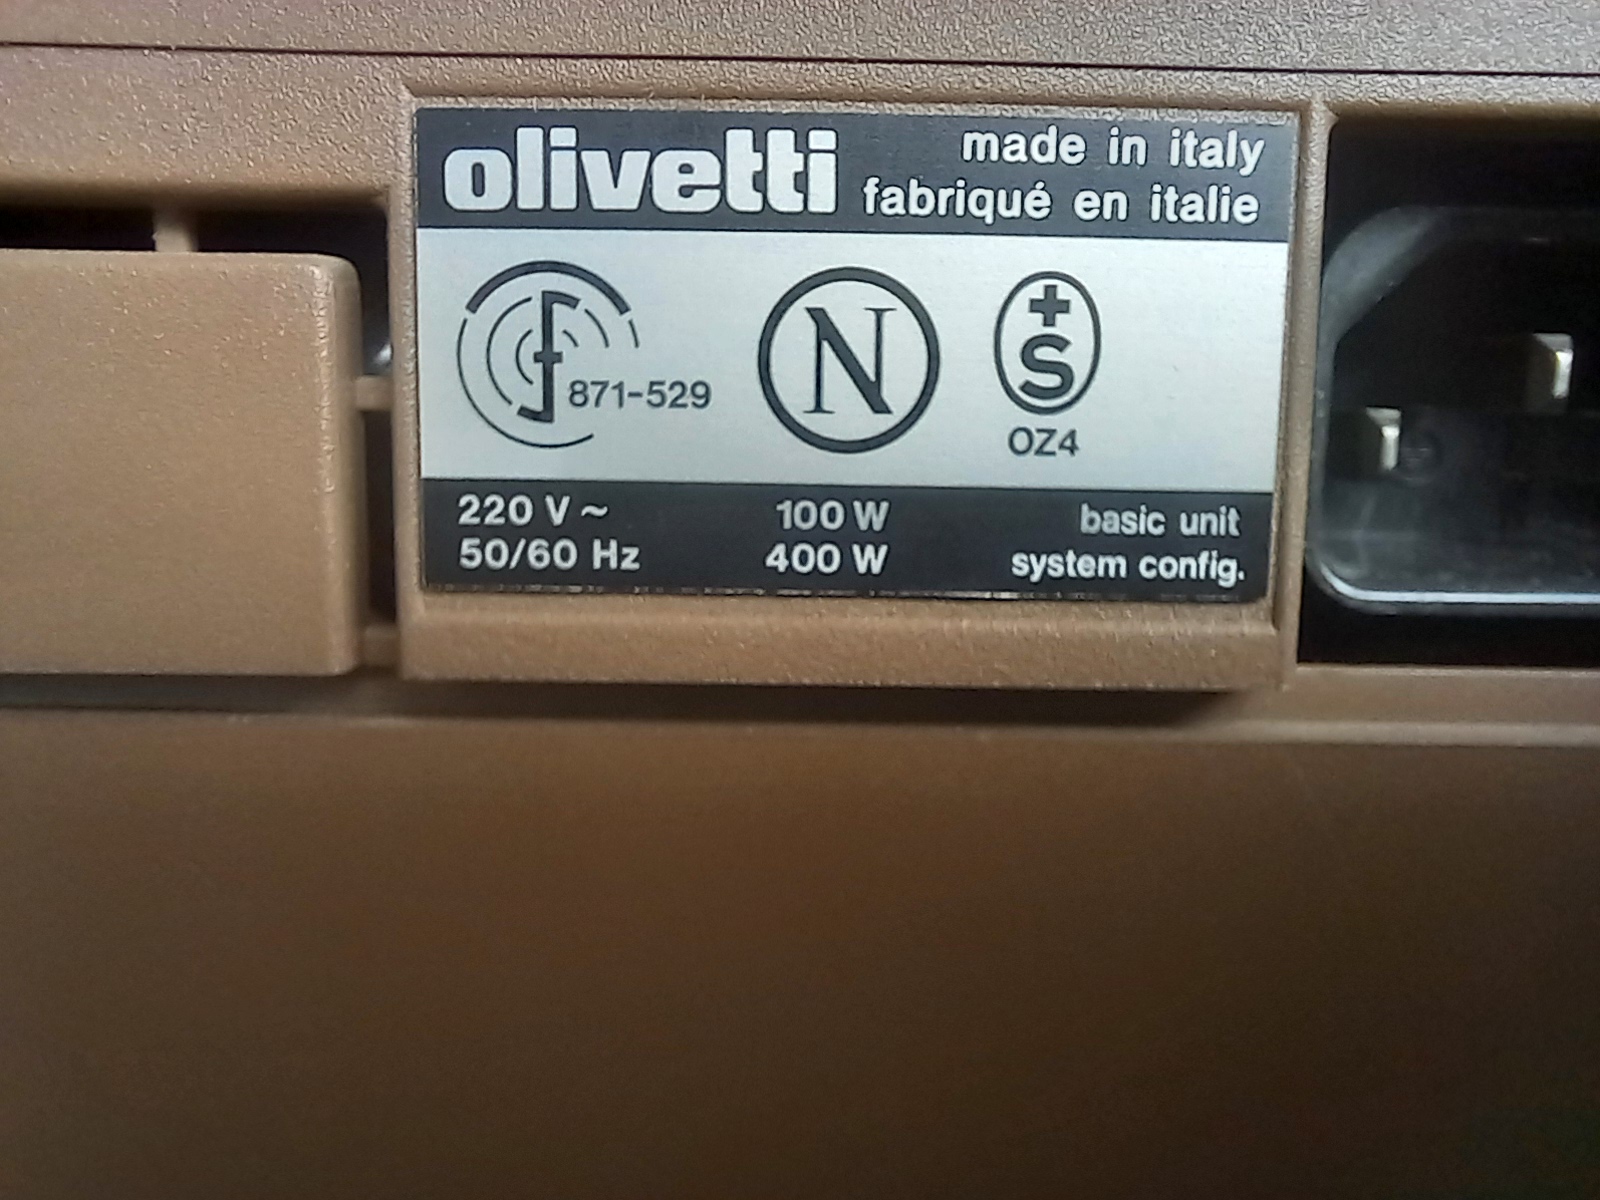 olivetti
made in italy
fabriqué en italie
871-529
N
+
S
OZ4
220 V ~ 100 W basic unit
50/60 Hz 400 W system config.